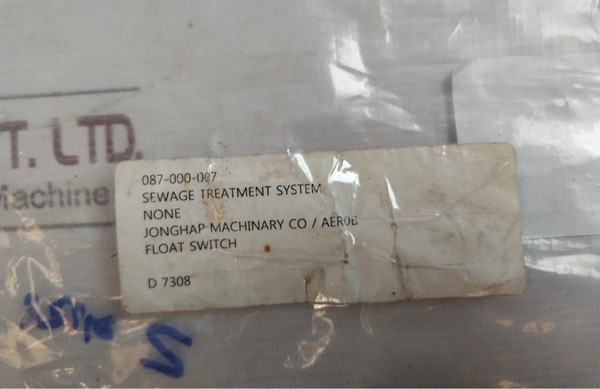 T. LTD.
Machine
087-000-007
SEWAGE TREATMENT SYSTEM
NONE
JONGHAP MACHINARY CO / AEROB
FLOAT SWITCH
D 7308